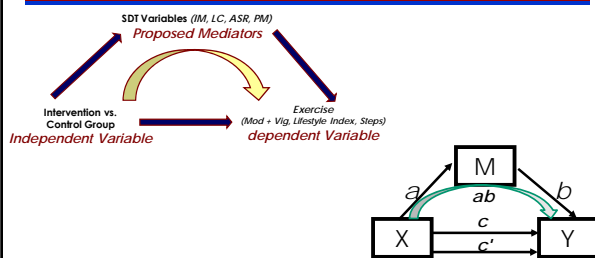 SDT Variables (IM, LC, ASR, PM)
Proposed Mediators
Intervention vs.
Control Group
Independent Variable
Exercise
(Mod + Vig, Lifestyle Index, Steps)
dependent Variable
M
a
ab
b
c
X
Y
c'